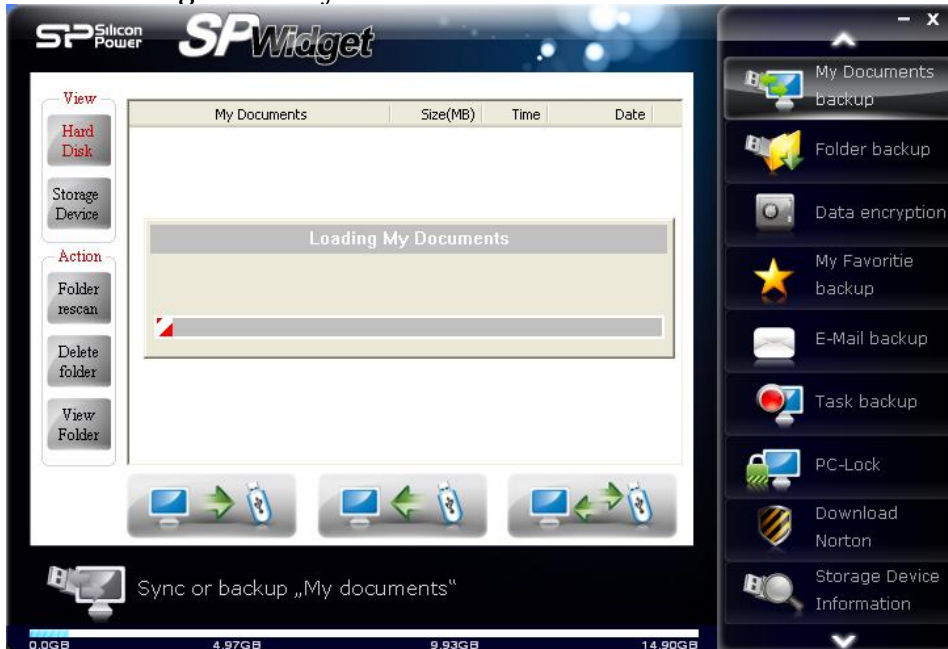 SP Silicon Power
SPWidget
– x
View
Hard
Disk
Storage
Device
Action
Folder
rescan
Delete
folder
View
Folder
My Documents Size(MB) Time Date
Loading My Documents
Sync or backup „My documents“
0.0GB 4.97GB 9.93GB 14.90GB
My Documents
backup
Folder backup
Data encryption
My Favoritie
backup
E-Mail backup
Task backup
PC-Lock
Download
Norton
Storage Device
Information